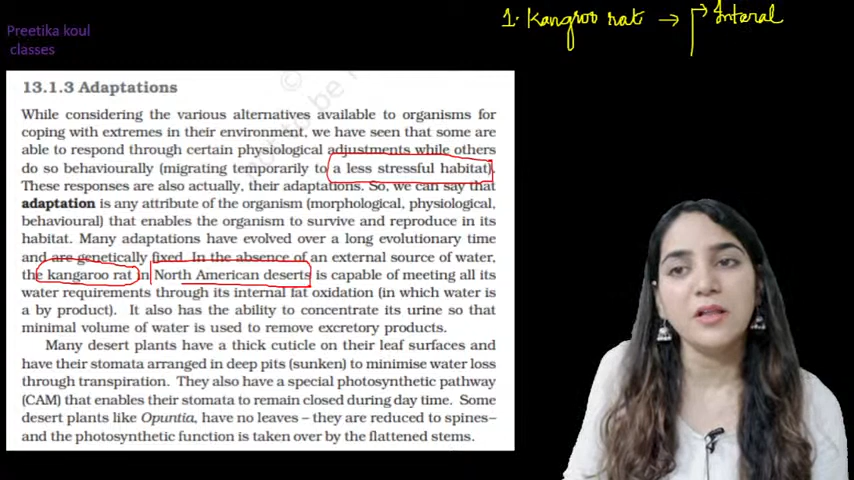 Preetika koul
classes
1. Kangroo rat → Interal
13.1.3 Adaptations
While considering the various alternatives available to organisms for
coping with extremes in their environment, we have seen that some are
able to respond through certain physiological adjustments while others
do so behaviourally (migrating temporarily to a less stressful habitat).
These responses are also actually, their adaptations. So, we can say that
adaptation is any attribute of the organism (morphological, physiological,
behavioural) that enables the organism to survive and reproduce in its
habitat. Many adaptations have evolved over a long evolutionary time
and are genetically fixed. In the absence of an external source of water,
the kangaroo rat in North American deserts is capable of meeting all its
water requirements through its internal fat oxidation (in which water is
a by product). It also has the ability to concentrate its urine so that
minimal volume of water is used to remove excretory products.
Many desert plants have a thick cuticle on their leaf surfaces and
have their stomata arranged in deep pits (sunken) to minimise water loss
through transpiration. They also have a special photosynthetic pathway
(CAM) that enables their stomata to remain closed during day time. Some
desert plants like Opuntia, have no leaves – they are reduced to spines–
and the photosynthetic function is taken over by the flattened stems.